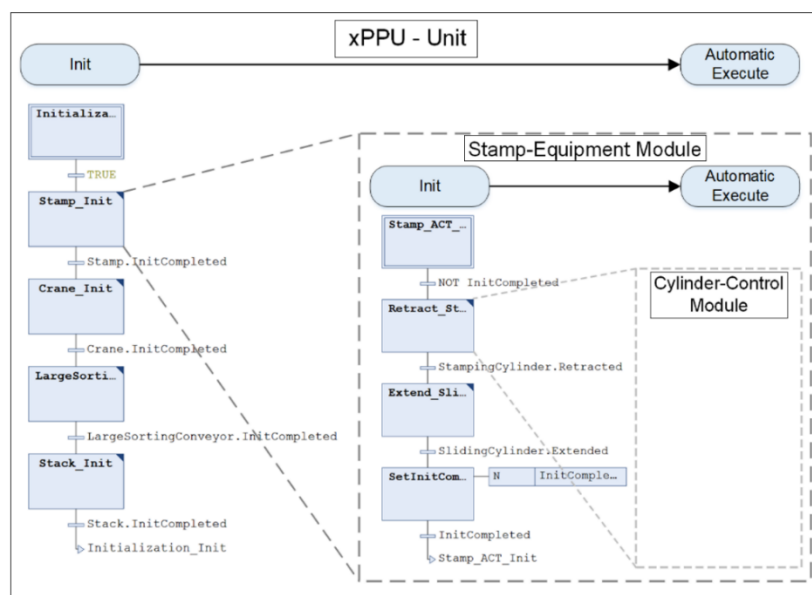 xPPU - Unit
Init
Automatic
Execute
Initializa...
TRUE
Stamp_Init
Stamp.InitCompleted
Crane_Init
Crane.InitCompleted
LargeSorti...
LargeSortingConveyor.InitCompleted
Stack_Init
Stack.InitCompleted
Initialization_Init
Stamp-Equipment Module
Init
Automatic
Execute
Stamp_ACT_...
NOT InitCompleted
Retract_St...
StampingCylinder.Retracted
Extend_Sli...
SlidingCylinder.Extended
SetInitCom...
N InitComple...
InitCompleted
Stamp_ACT_Init
Cylinder-Control
Module